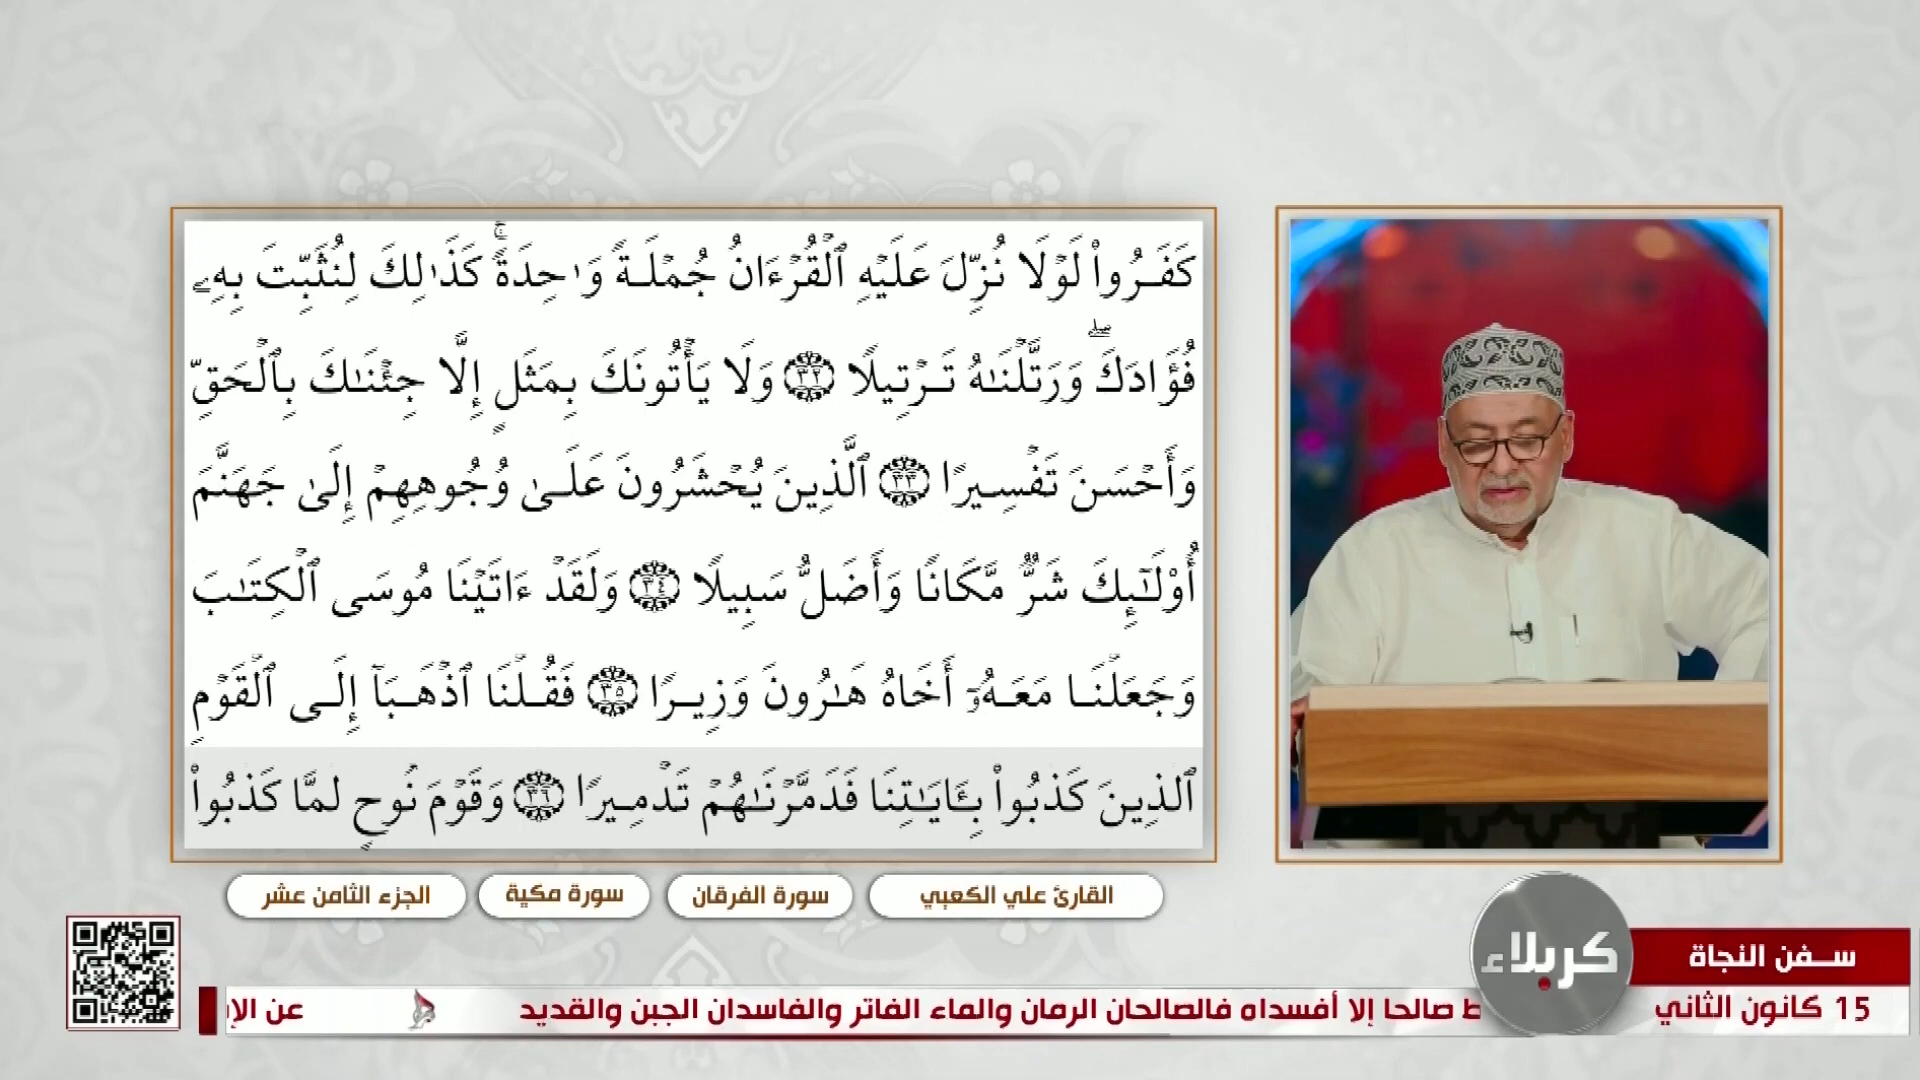 كَفَرُوا۟ لَوْلَا نُزِّلَ عَلَيْهِ ٱلْقُرْءَانُ جُمْلَةً وَٰحِدَةً ۚ كَذَٰلِكَ لِنُثَبِّتَ بِهِۦ
فُؤَادَكَ ۖ وَرَتَّلْنَٰهُ تَرْتِيلًا ٣٢ وَلَا يَأْتُونَكَ بِمَثَلٍ إِلَّا جِئْنَٰكَ بِٱلْحَقِّ
وَأَحْسَنَ تَفْسِيرًا ٣٣ ٱلَّذِينَ يُحْشَرُونَ عَلَىٰ وُجُوهِهِمْ إِلَىٰ جَهَنَّمَ
أُو۟لَٰٓئِكَ شَرٌّ مَّكَانًا وَأَضَلُّ سَبِيلًا ٣٤ وَلَقَدْ ءَاتَيْنَا مُوسَى ٱلْكِتَٰبَ
وَجَعَلْنَا مَعَهُۥٓ أَخَاهُ هَٰرُونَ وَزِيرًا ٣٥ فَقُلْنَا ٱذْهَبَآ إِلَى ٱلْقَوْمِ
ٱلَّذِينَ كَذَّبُوا۟ بِـَٔايَٰتِنَا فَدَمَّرْنَٰهُمْ تَدْمِيرًا ٣٦ وَقَوْمَ نُوحٍ لَّمَّا كَذَّبُوا۟
القارئ علي الكعبي
سورة الفرقان
سورة مكية
الجزء الثامن عشر
كربلاء
سفن النجاة
15 كانون الثاني
صالحا إلا أفسداه فالصالحان الرمان والماء الفاتر والفاسدان الجبن والقديد
عن